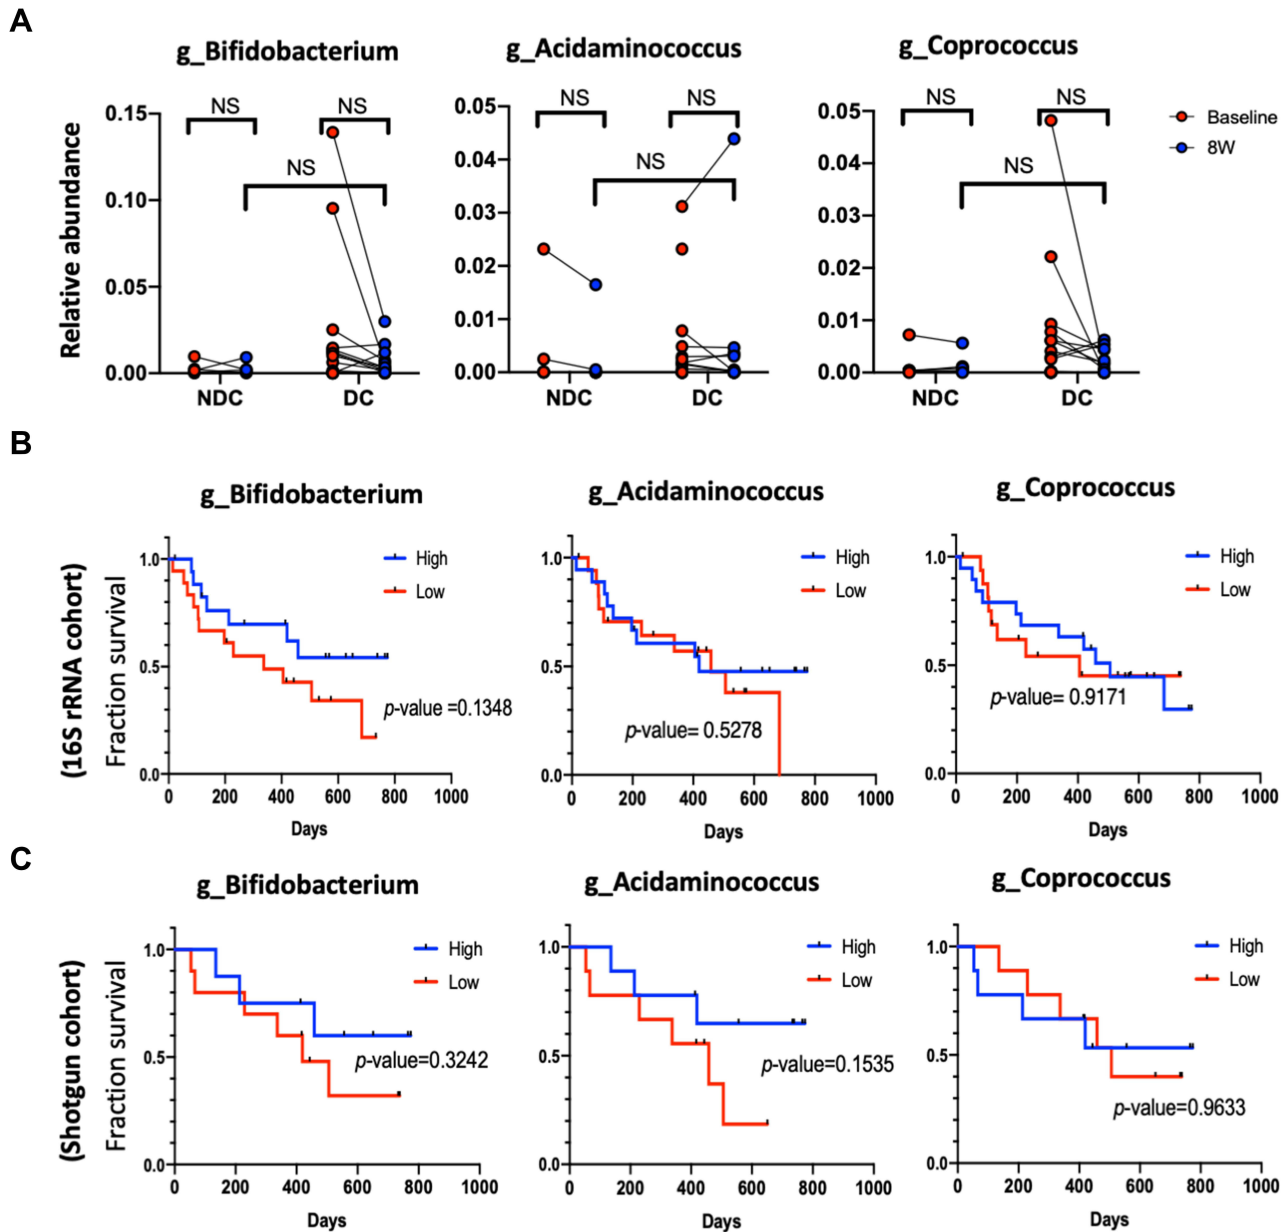 A
g_Bifidobacterium
g_Acidaminococcus
g_Coprococcus
Relative abundance
0.15
0.10
0.05
0.00
NS
NS
NS
NDC
DC
0.05
0.04
0.03
0.02
0.01
0.00
NS
NS
NS
NDC
DC
0.05
0.04
0.03
0.02
0.01
0.00
NS
NS
NS
NDC
DC
Baseline
8W
B
(16S rRNA cohort)
Fraction survival
g_Bifidobacterium
1.0
0.5
0.0
High
Low
p-value =0.1348
0 200 400 600 800 1000
Days
g_Acidaminococcus
1.0
0.5
0.0
High
Low
p-value= 0.5278
0 200 400 600 800 1000
Days
g_Coprococcus
1.0
0.5
0.0
High
Low
p-value= 0.9171
0 200 400 600 800 1000
Days
C
(Shotgun cohort)
Fraction survival
g_Bifidobacterium
1.0
0.5
0.0
High
Low
p-value=0.3242
0 200 400 600 800 1000
Days
g_Acidaminococcus
1.0
0.5
0.0
High
Low
p-value=0.1535
0 200 400 600 800 1000
Days
g_Coprococcus
1.0
0.5
0.0
High
Low
p-value=0.9633
0 200 400 600 800 1000
Days